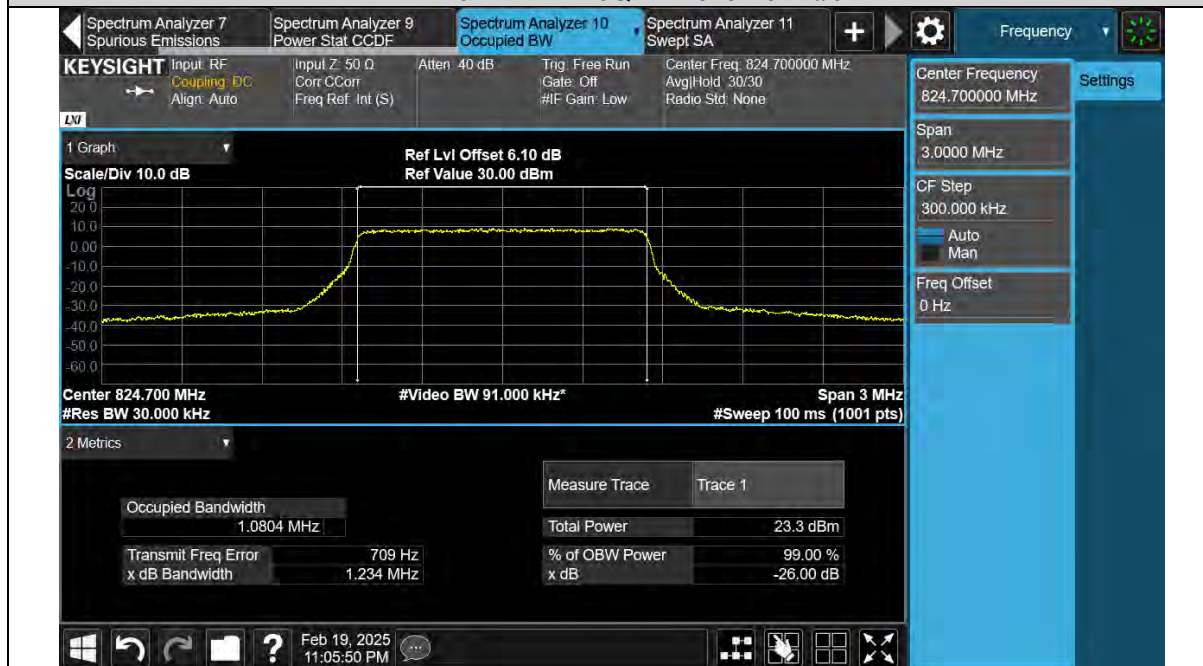 Spectrum Analyzer 7
Spurious Emissions
Spectrum Analyzer 9
Power Stat CCDF
Spectrum Analyzer 10
Occupied BW
Spectrum Analyzer 11
Swept SA
+
Frequency
KEYSIGHT
Input: RF
Coupling: DC
Align: Auto
Input Z: 50 Ω
Corr CCorr
Freq Ref: Int (S)
Atten: 40 dB
Trig: Free Run
Gate: Off
#IF Gain: Low
Center Freq: 824.700000 MHz
Avg|Hold: 30/30
Radio Std: None
LXI
Center Frequency
824.700000 MHz
Settings
Span
3.0000 MHz
CF Step
300.000 kHz
Auto
Man
Freq Offset
0 Hz
1 Graph
Scale/Div 10.0 dB
Ref Lvl Offset 6.10 dB
Ref Value 30.00 dBm
Log
20.0
10.0
0.00
-10.0
-20.0
-30.0
-40.0
-50.0
-60.0
Center 824.700 MHz
#Video BW 91.000 kHz*
Span 3 MHz
#Res BW 30.000 kHz
#Sweep 100 ms (1001 pts)
2 Metrics
Measure Trace
Trace 1
Occupied Bandwidth
1.0804 MHz
Total Power
23.3 dBm
Transmit Freq Error
709 Hz
% of OBW Power
99.00 %
x dB Bandwidth
1.234 MHz
x dB
-26.00 dB
?
Feb 19, 2025
11:05:50 PM